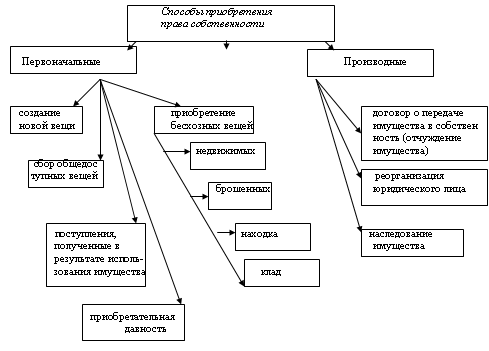 Способы приобретения
права собственности
Первоначальные
Производные
создание
новой вещи
приобретение
бесхозных вещей
договор о передаче
имущества в собствен
ность (отчуждение
имущества)
недвижимых
сбор общедос
тупных вещей
реорганизация
юридического лица
брошенных
поступления,
полученные в
результате исполь-
зования имущества
находка
наследование
имущества
клад
приобретательная
давность